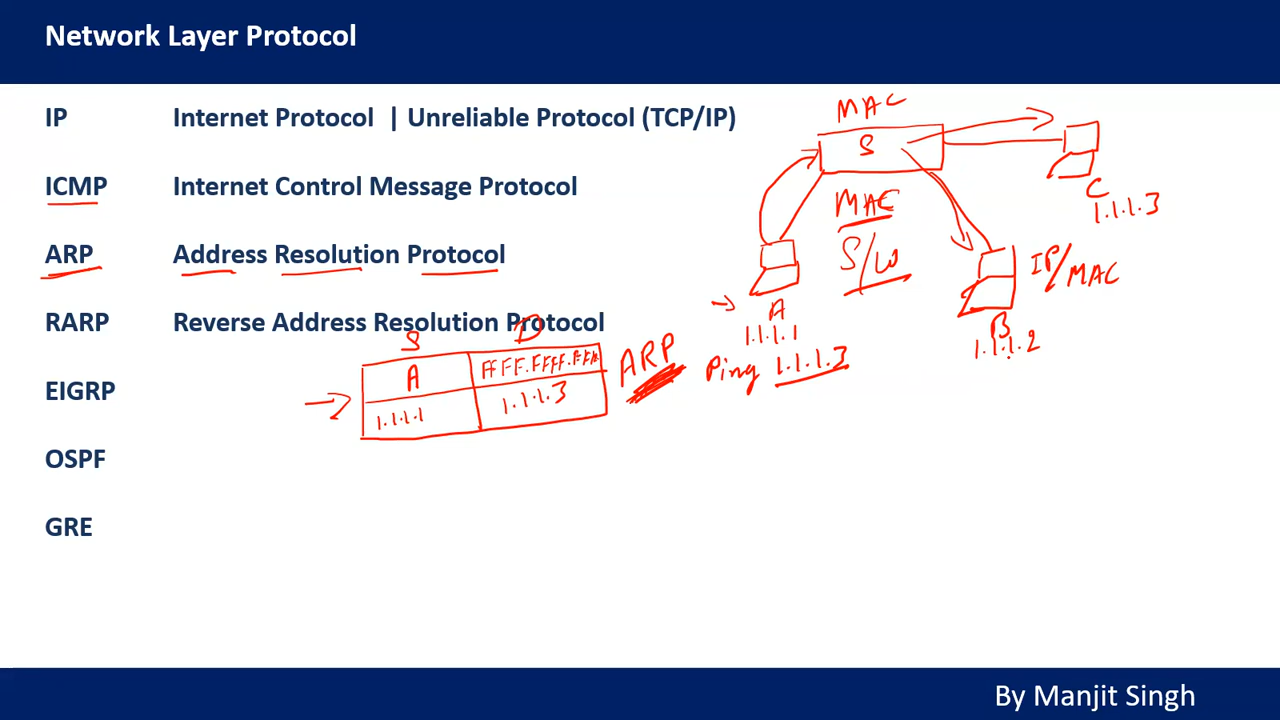 Network Layer Protocol
IP Internet Protocol | Unreliable Protocol (TCP/IP)
ICMP Internet Control Message Protocol
ARP Address Resolution Protocol
RARP Reverse Address Resolution Protocol
EIGRP
OSPF
GRE
MAC
S
MAC
S/W
C
1.1.1.3
IP/MAC
A
1.1.1.1
B
1.1.1.2
Ping 1.1.1.3
S D
A FFFF.FFFF.FFFF
1.1.1.1 1.1.1.3
ARP
By Manjit Singh